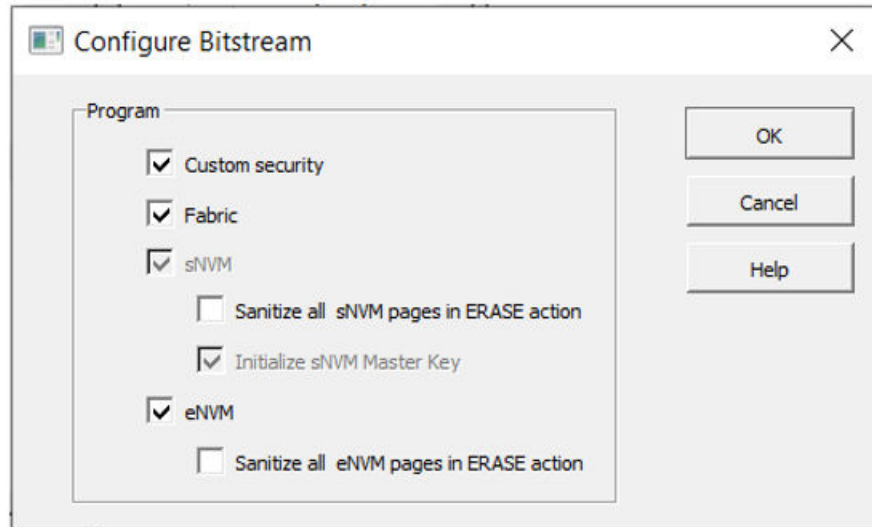 Configure Bitstream
Program
Custom security
Fabric
sNVM
Sanitize all sNVM pages in ERASE action
Initialize sNVM Master Key
eNVM
Sanitize all eNVM pages in ERASE action
OK
Cancel
Help